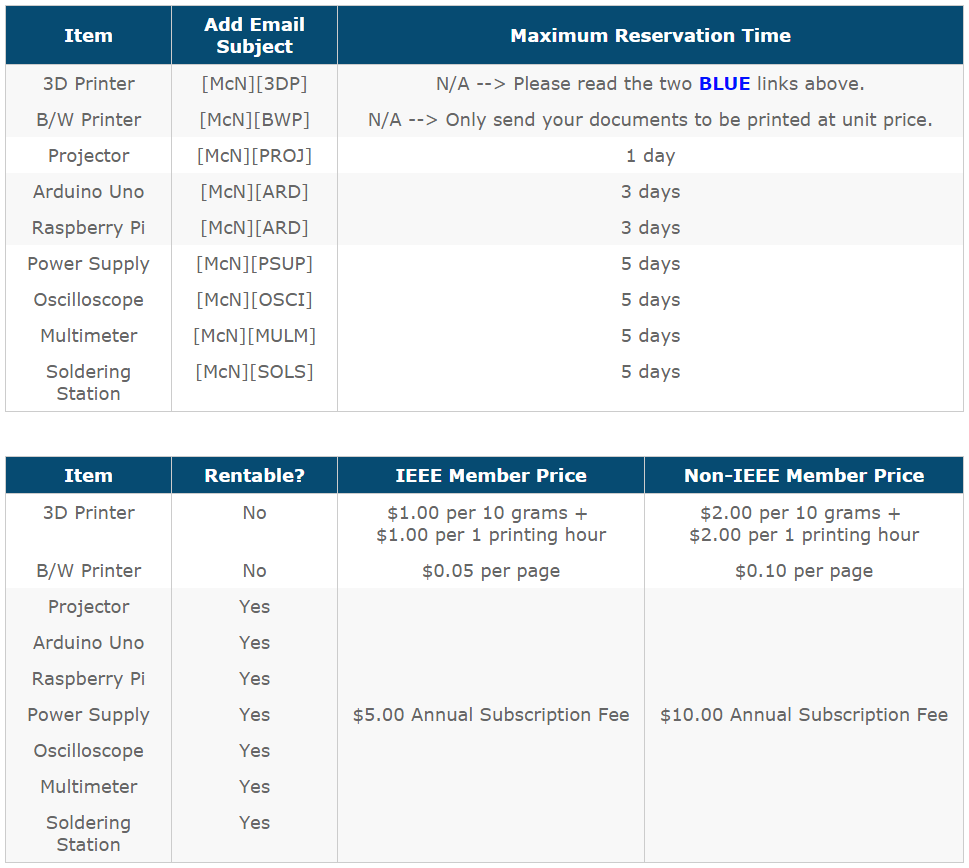 Item Add Email Subject Maximum Reservation Time
3D Printer [McN][3DP] N/A --> Please read the two BLUE links above.
B/W Printer [McN][BWP] N/A --> Only send your documents to be printed at unit price.
Projector [McN][PROJ] 1 day
Arduino Uno [McN][ARD] 3 days
Raspberry Pi [McN][ARD] 3 days
Power Supply [McN][PSUP] 5 days
Oscilloscope [McN][OSCI] 5 days
Multimeter [McN][MULM] 5 days
Soldering Station [McN][SOLS] 5 days
Item Rentable? IEEE Member Price Non-IEEE Member Price
3D Printer No $1.00 per 10 grams + $1.00 per 1 printing hour $2.00 per 10 grams + $2.00 per 1 printing hour
B/W Printer No $0.05 per page $0.10 per page
Projector Yes
Arduino Uno Yes
Raspberry Pi Yes
Power Supply Yes $5.00 Annual Subscription Fee $10.00 Annual Subscription Fee
Oscilloscope Yes
Multimeter Yes
Soldering Station Yes